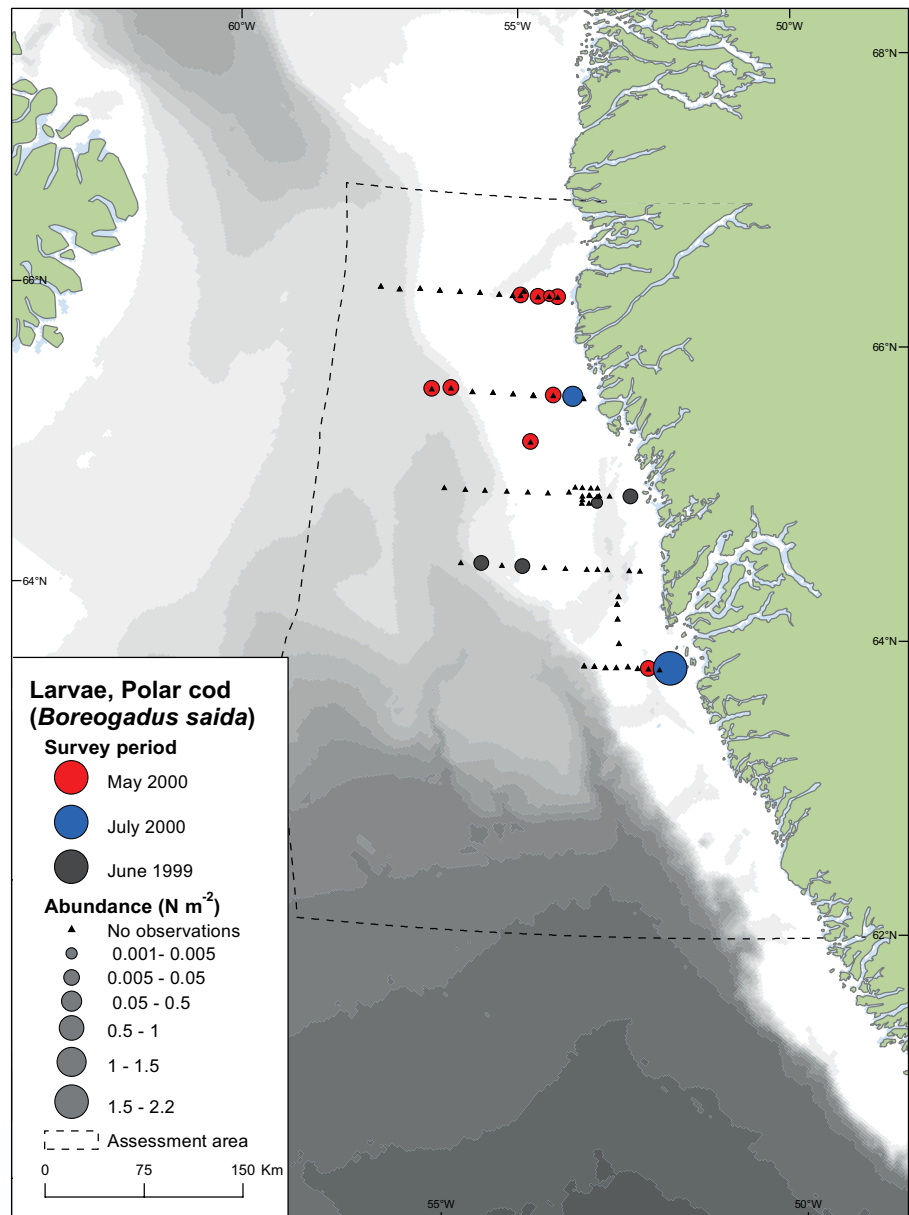 60°W 55°W 50°W
68°N
66°N
66°N
64°N
64°N
62°N
Larvae, Polar cod
(Boreogadus saida)
Survey period
May 2000
July 2000
June 1999
Abundance (N m⁻²)
No observations
0.001- 0.005
0.005 - 0.05
0.05 - 0.5
0.5 - 1
1 - 1.5
1.5 - 2.2
Assessment area
0 75 150 Km
55°W 50°W